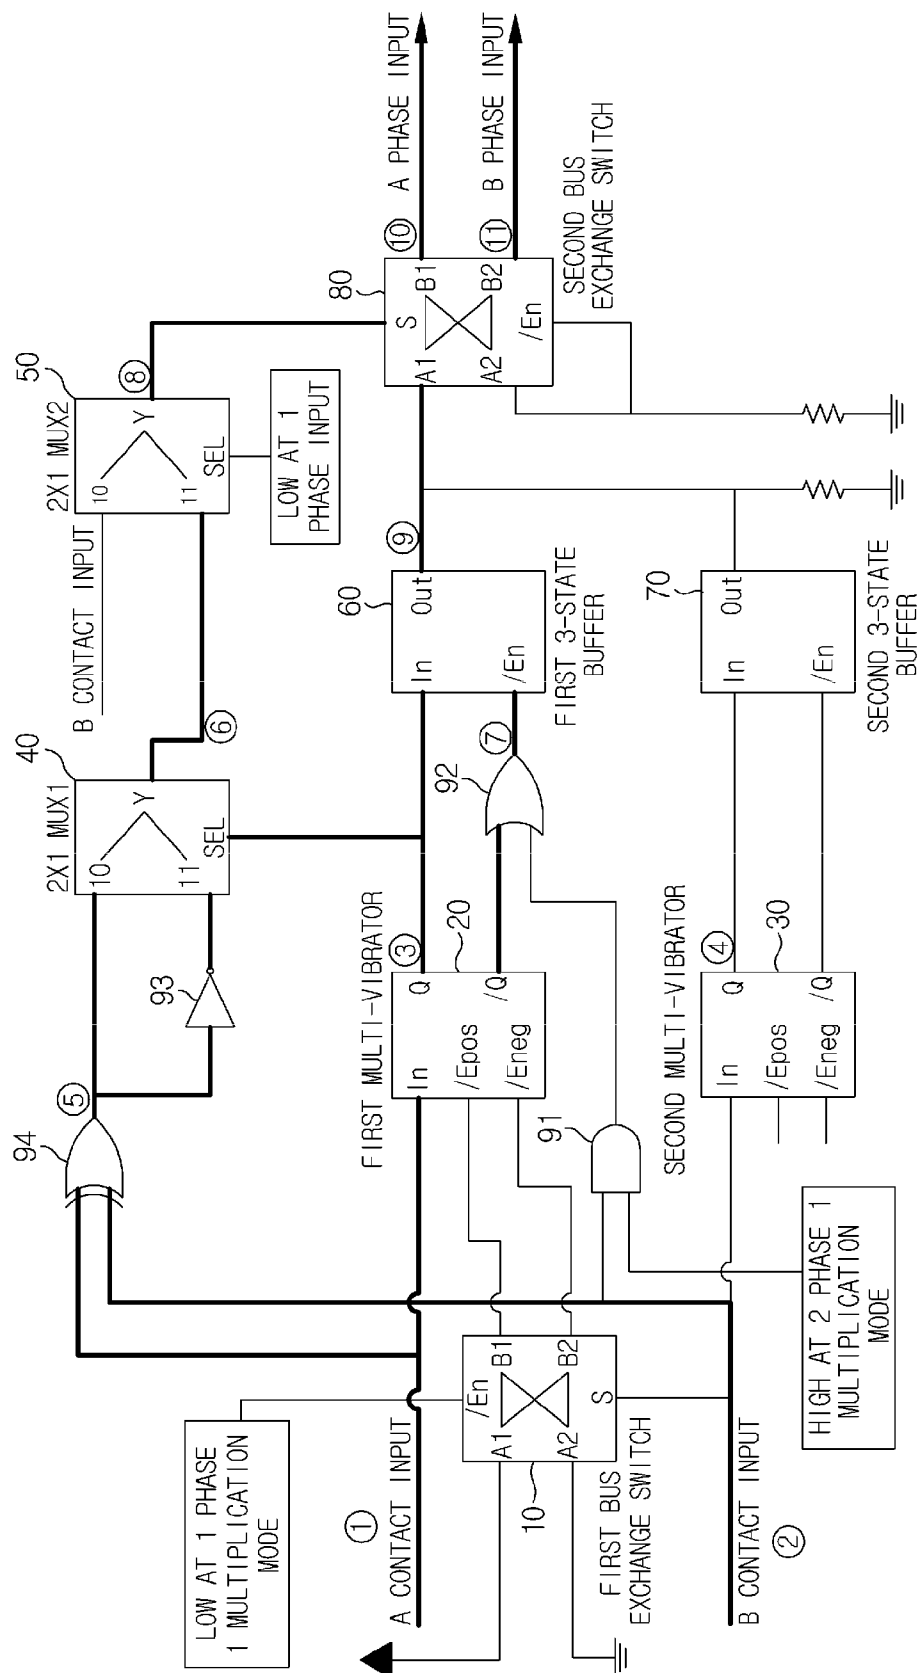 LOW AT 1 PHASE
1 MULTIPLICATION
MODE
①
A CONTACT INPUT
10
/En
A1
B1
A2
B2
S
FIRST BUS
EXCHANGE SWITCH
B CONTACT INPUT
②
HIGH AT 2 PHASE 1
MULTIPLICATION
MODE
94
⑤
93
FIRST MULTI-VIBRATOR
③
20
In
Q
/Epos
/Eneg
/Q
91
SECOND MULTI-VIBRATOR
④
30
In
Q
/Epos
/Eneg
/Q
2X1 MUX1
40
10
Y
11
SEL
⑥
92
⑦
B CONTACT INPUT
2X1 MUX2
50
10
Y
11
SEL
⑧
LOW AT 1
PHASE INPUT
60
In
Out
/En
⑨
FIRST 3-STATE
BUFFER
70
In
Out
/En
SECOND 3-STATE
BUFFER
80
S
A1
B1
A2
B2
/En
SECOND BUS
EXCHANGE SWITCH
⑩
A PHASE INPUT
⑪
B PHASE INPUT